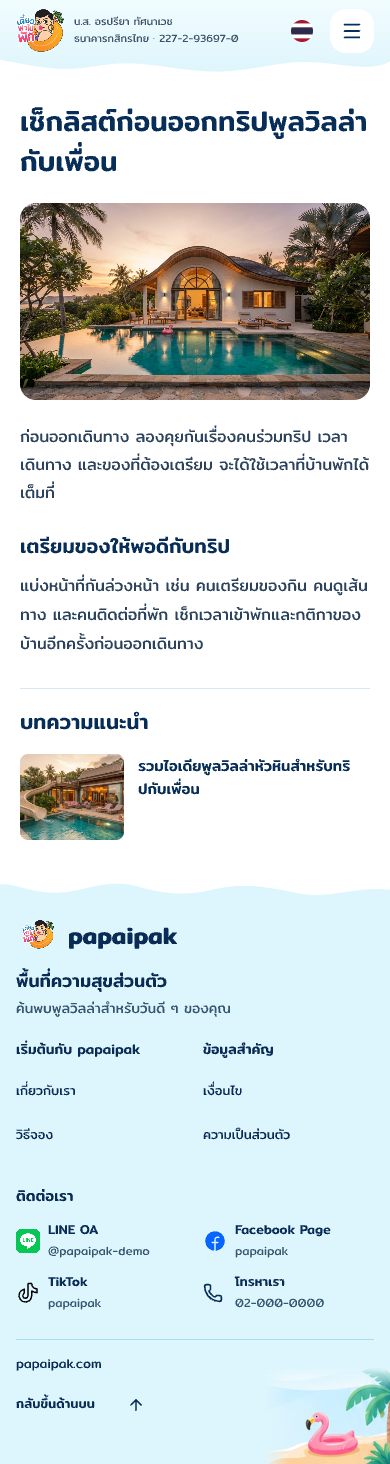 น.ส. อรปรียา ทัศนาเวช
ธนาคารกสิกรไทย · 227-2-93697-0
เช็กลิสต์ก่อนออกทริปพูลวิลล่า
กับเพื่อน
ก่อนออกเดินทาง ลองคุยกันเรื่องคนร่วมทริป เวลา
เดินทาง และของที่ต้องเตรียม จะได้ใช้เวลาที่บ้านพักได้
เต็มที่
เตรียมของให้พอดีกับทริป
แบ่งหน้าที่กันล่วงหน้า เช่น คนเตรียมของกิน คนดูเส้น
ทาง และคนติดต่อที่พัก เช็กเวลาเข้าพักและกติกาของ
บ้านอีกครั้งก่อนออกเดินทาง
บทความแนะนำ
รวมไอเดียพูลวิลล่าหัวหินสำหรับทริ
ปกับเพื่อน
papaipak
พื้นที่ความสุขส่วนตัว
ค้นพบพูลวิลล่าสำหรับวันดี ๆ ของคุณ
เริ่มต้นกับ papaipak
ข้อมูลสำคัญ
เกี่ยวกับเรา
เงื่อนไข
วิธีจอง
ความเป็นส่วนตัว
ติดต่อเรา
LINE OA
@papaipak-demo
Facebook Page
papaipak
TikTok
papaipak
โทรหาเรา
02-000-0000
papaipak.com
กลับขึ้นด้านบน